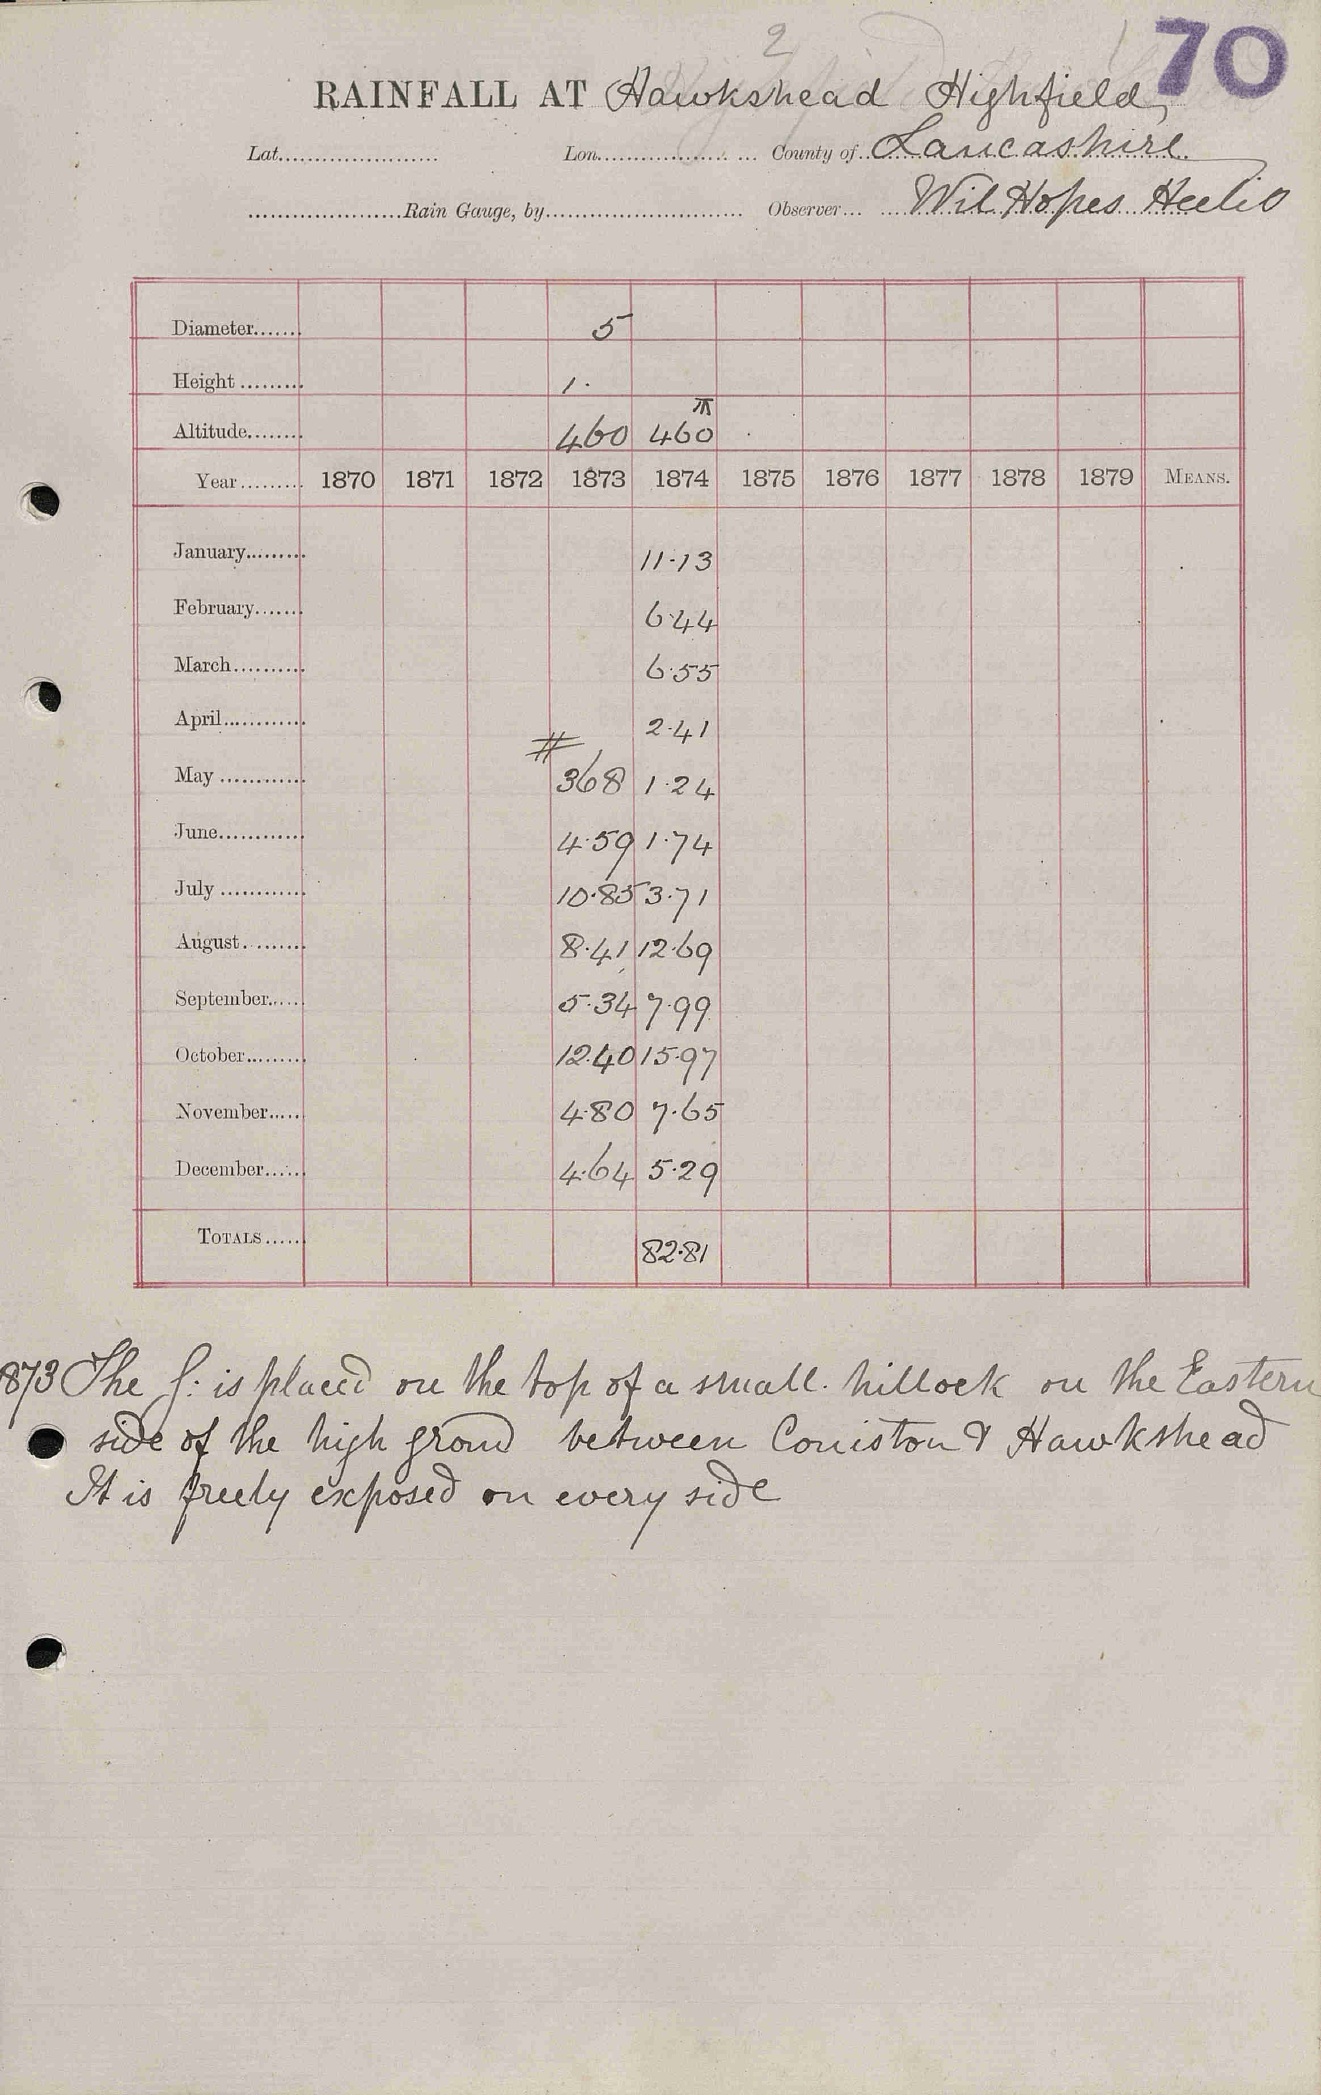 2
70
RAINFALL AT Hawkshead Highfield,
Lat. Lon. County of Lancashire
Rain Gauge, by Observer Wil Hopes Heelis
Diameter 5
Height 1.
Altitude 460 460
Year 1870 1871 1872 1873 1874 1875 1876 1877 1878 1879 MEANS.
January 11.13
February 6.44
March 6.55
April 2.41
May # 368 1.24
June 4.59 1.74
July 10.85 3.71
August 8.41 12.69
September 5.34 7.99
October 12.40 15.97
November 4.80 7.65
December 4.64 5.29
TOTALS 82.81
1873 The G: is placed on the top of a small hillock on the Eastern
side of the high ground between Coniston & Hawkshead
It is freely exposed on every side